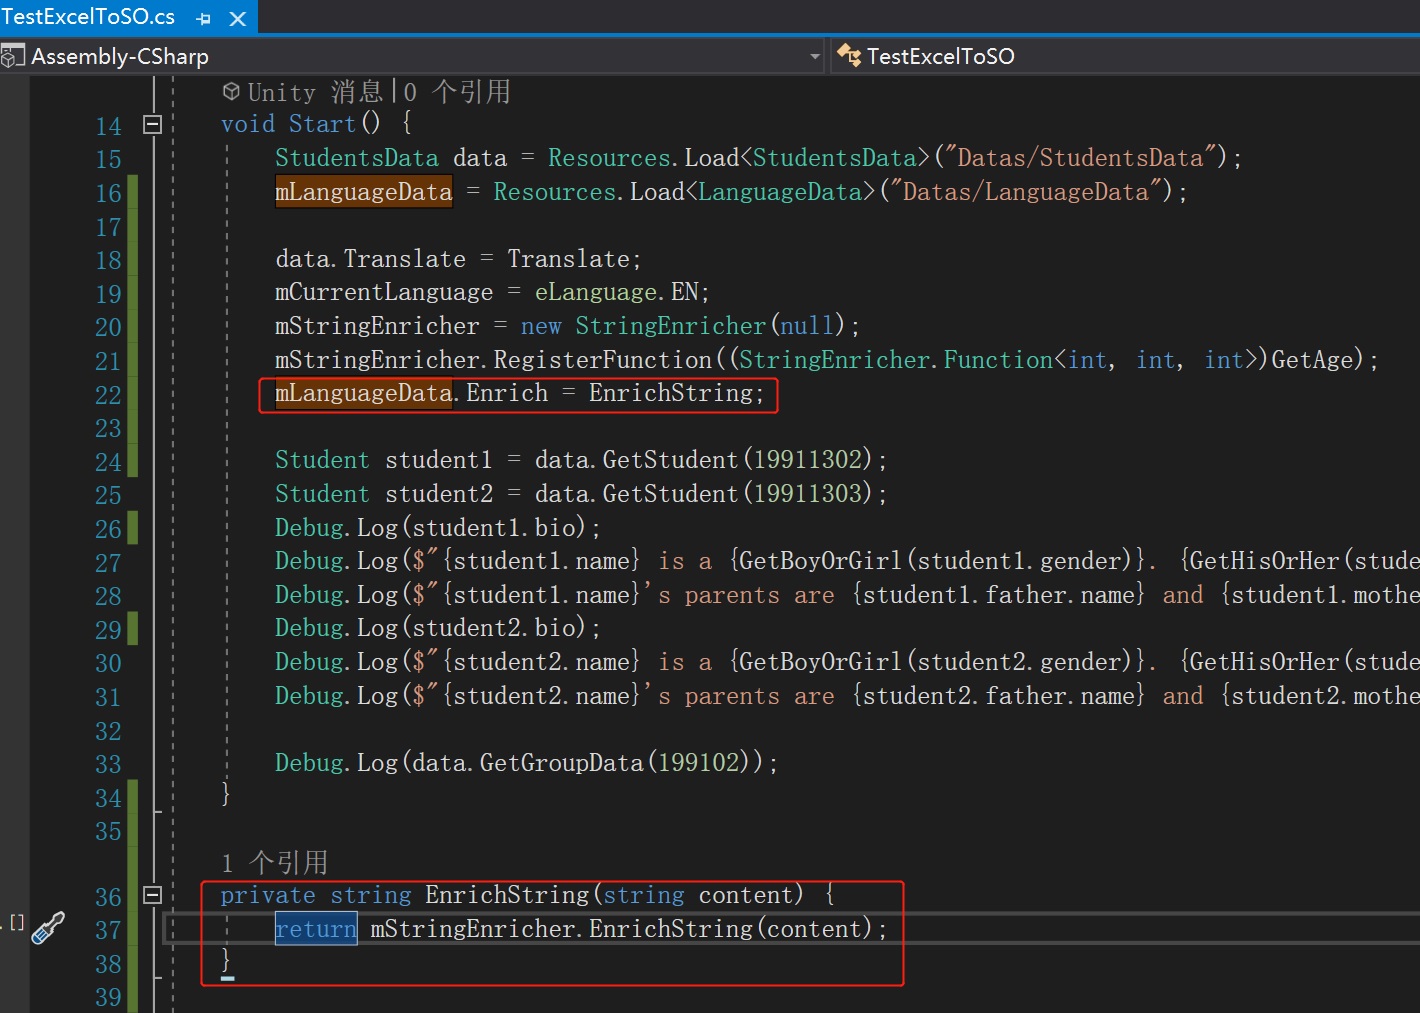 TestExcelToSO.cs
Assembly-CSharp TestExcelToSO
Unity 消息|0 个引用
14 void Start() {
15 StudentsData data = Resources.Load<StudentsData>("Datas/StudentsData");
16 mLanguageData = Resources.Load<LanguageData>("Datas/LanguageData");
17
18 data.Translate = Translate;
19 mCurrentLanguage = eLanguage.EN;
20 mStringEnricher = new StringEnricher(null);
21 mStringEnricher.RegisterFunction((StringEnricher.Function<int, int, int>)GetAge);
22 mLanguageData.Enrich = EnrichString;
23
24 Student student1 = data.GetStudent(19911302);
25 Student student2 = data.GetStudent(19911303);
26 Debug.Log(student1.bio);
27 Debug.Log($"{student1.name} is a {GetBoyOrGirl(student1.gender)}. {GetHisOrHer(stude
28 Debug.Log($"{student1.name}'s parents are {student1.father.name} and {student1.mothe
29 Debug.Log(student2.bio);
30 Debug.Log($"{student2.name} is a {GetBoyOrGirl(student2.gender)}. {GetHisOrHer(stude
31 Debug.Log($"{student2.name}'s parents are {student2.father.name} and {student2.mothe
32
33 Debug.Log(data.GetGroupData(199102));
34 }
35
1 个引用
36 private string EnrichString(string content) {
37 return mStringEnricher.EnrichString(content);
38 }
39